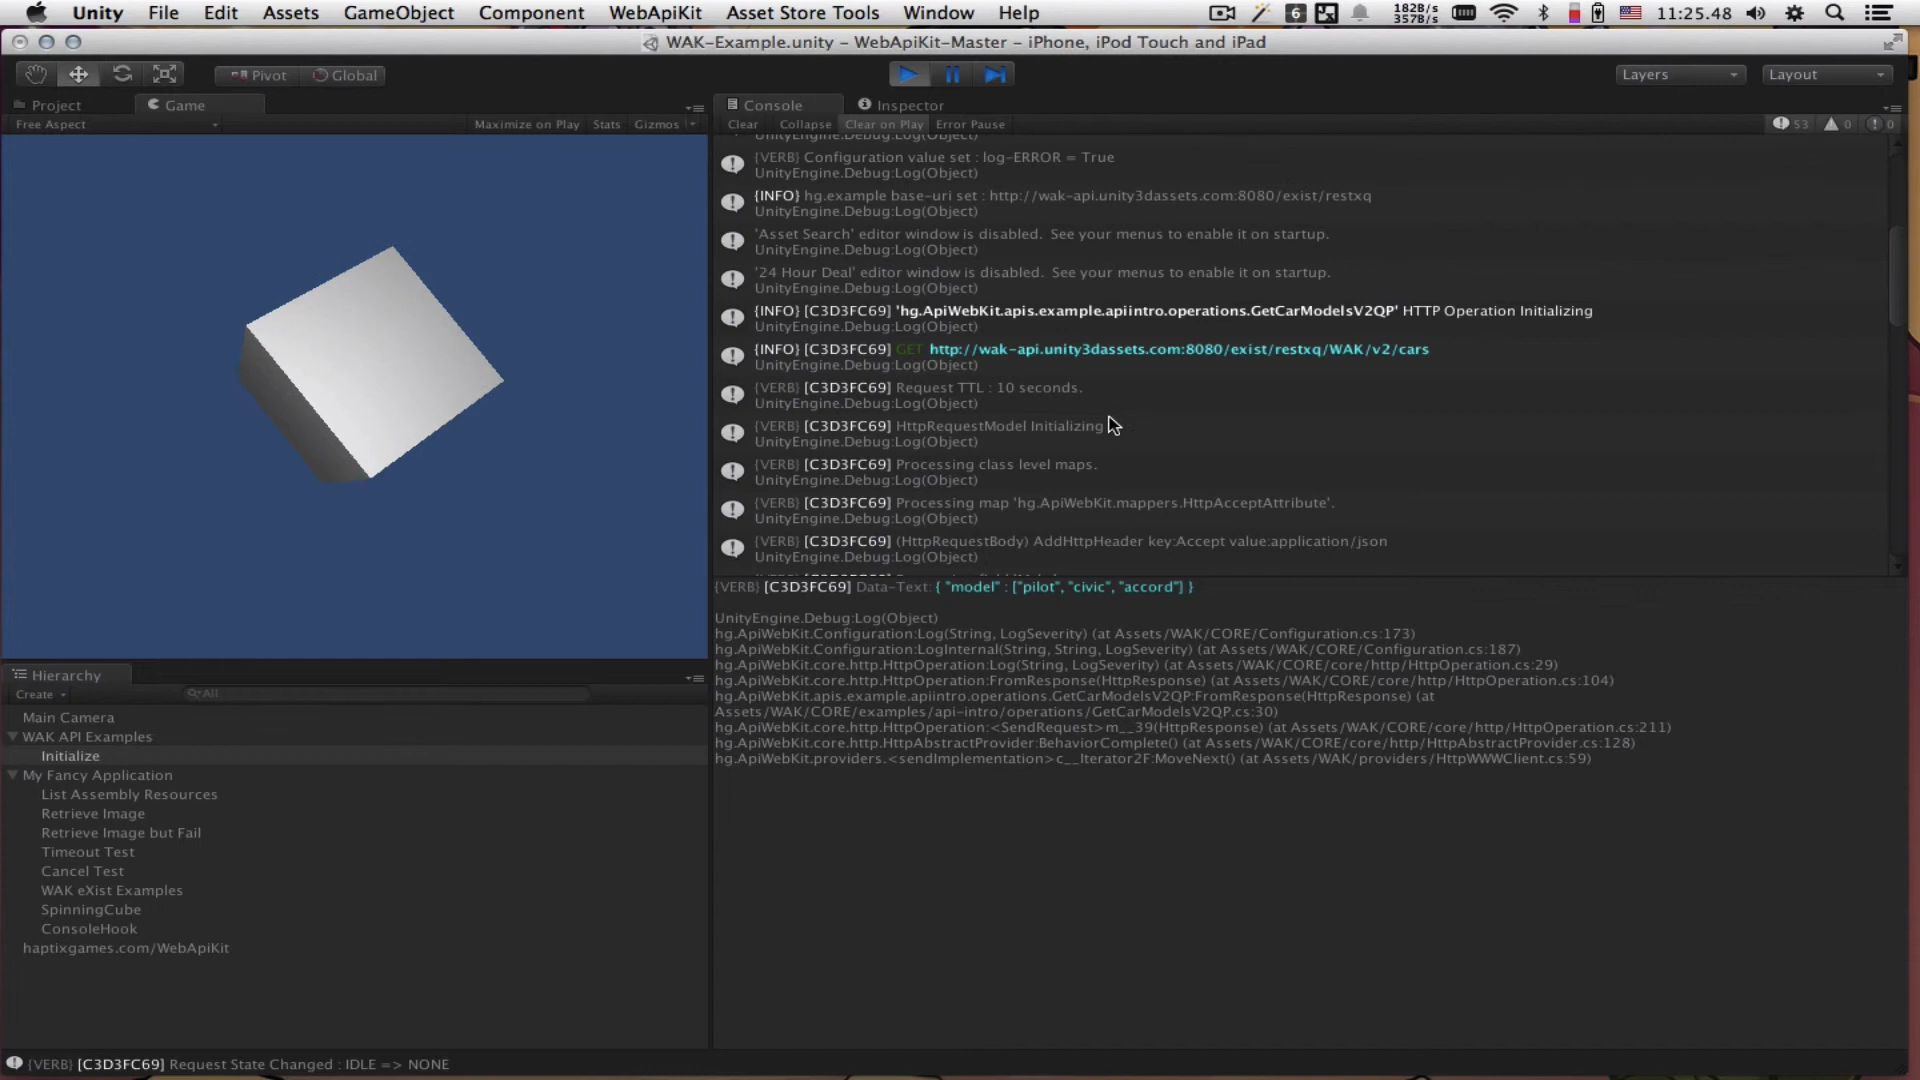 Unity File Edit Assets GameObject Component WebApiKit Asset Store Tools Window Help 6 182B/s 357B/s 11:25.48
WAK-Example.unity – WebApiKit-Master – iPhone, iPod Touch and iPad
Pivot Global Layers Layout
Project Game Console Inspector
Free Aspect Maximize on Play Stats Gizmos Clear Collapse Clear on Play Error Pause 53 0 0
UnityEngine.Debug:Log(Object)
{VERB} Configuration value set : log-ERROR = True
UnityEngine.Debug:Log(Object)
{INFO} hg.example base-uri set : http://wak-api.unity3dassets.com:8080/exist/restxq
UnityEngine.Debug:Log(Object)
'Asset Search' editor window is disabled. See your menus to enable it on startup.
UnityEngine.Debug:Log(Object)
'24 Hour Deal' editor window is disabled. See your menus to enable it on startup.
UnityEngine.Debug:Log(Object)
{INFO} [C3D3FC69] 'hg.ApiWebKit.apis.example.apiintro.operations.GetCarModelsV2QP' HTTP Operation Initializing
UnityEngine.Debug:Log(Object)
{INFO} [C3D3FC69] GET http://wak-api.unity3dassets.com:8080/exist/restxq/WAK/v2/cars
UnityEngine.Debug:Log(Object)
{VERB} [C3D3FC69] Request TTL : 10 seconds.
UnityEngine.Debug:Log(Object)
{VERB} [C3D3FC69] HttpRequestModel Initializing
UnityEngine.Debug:Log(Object)
{VERB} [C3D3FC69] Processing class level maps.
UnityEngine.Debug:Log(Object)
{VERB} [C3D3FC69] Processing map 'hg.ApiWebKit.mappers.HttpAcceptAttribute'.
UnityEngine.Debug:Log(Object)
{VERB} [C3D3FC69] (HttpRequestBody) AddHttpHeader key:Accept value:application/json
UnityEngine.Debug:Log(Object)
{VERB} [C3D3FC69] Data-Text: { "model" : ["pilot", "civic", "accord"] }
UnityEngine.Debug:Log(Object)
hg.ApiWebKit.Configuration:Log(String, LogSeverity) (at Assets/WAK/CORE/Configuration.cs:173)
hg.ApiWebKit.Configuration:LogInternal(String, String, LogSeverity) (at Assets/WAK/CORE/Configuration.cs:187)
hg.ApiWebKit.core.http.HttpOperation:Log(String, LogSeverity) (at Assets/WAK/CORE/core/http/HttpOperation.cs:29)
hg.ApiWebKit.core.http.HttpOperation:FromResponse(HttpResponse) (at Assets/WAK/CORE/core/http/HttpOperation.cs:104)
hg.ApiWebKit.apis.example.apiintro.operations.GetCarModelsV2QP:FromResponse(HttpResponse) (at
Assets/WAK/CORE/examples/api-intro/operations/GetCarModelsV2QP.cs:30)
hg.ApiWebKit.core.http.HttpOperation:<SendRequest>m__39(HttpResponse) (at Assets/WAK/CORE/core/http/HttpOperation.cs:211)
hg.ApiWebKit.core.http.HttpAbstractProvider:BehaviorComplete() (at Assets/WAK/CORE/core/http/HttpAbstractProvider.cs:128)
hg.ApiWebKit.providers.<sendImplementation>c__Iterator2F:MoveNext() (at Assets/WAK/providers/HttpWWWClient.cs:59)
Hierarchy
Create All
Main Camera
WAK API Examples
Initialize
My Fancy Application
List Assembly Resources
Retrieve Image
Retrieve Image but Fail
Timeout Test
Cancel Test
WAK eXist Examples
SpinningCube
ConsoleHook
haptixgames.com/WebApiKit
{VERB} [C3D3FC69] Request State Changed : IDLE => NONE